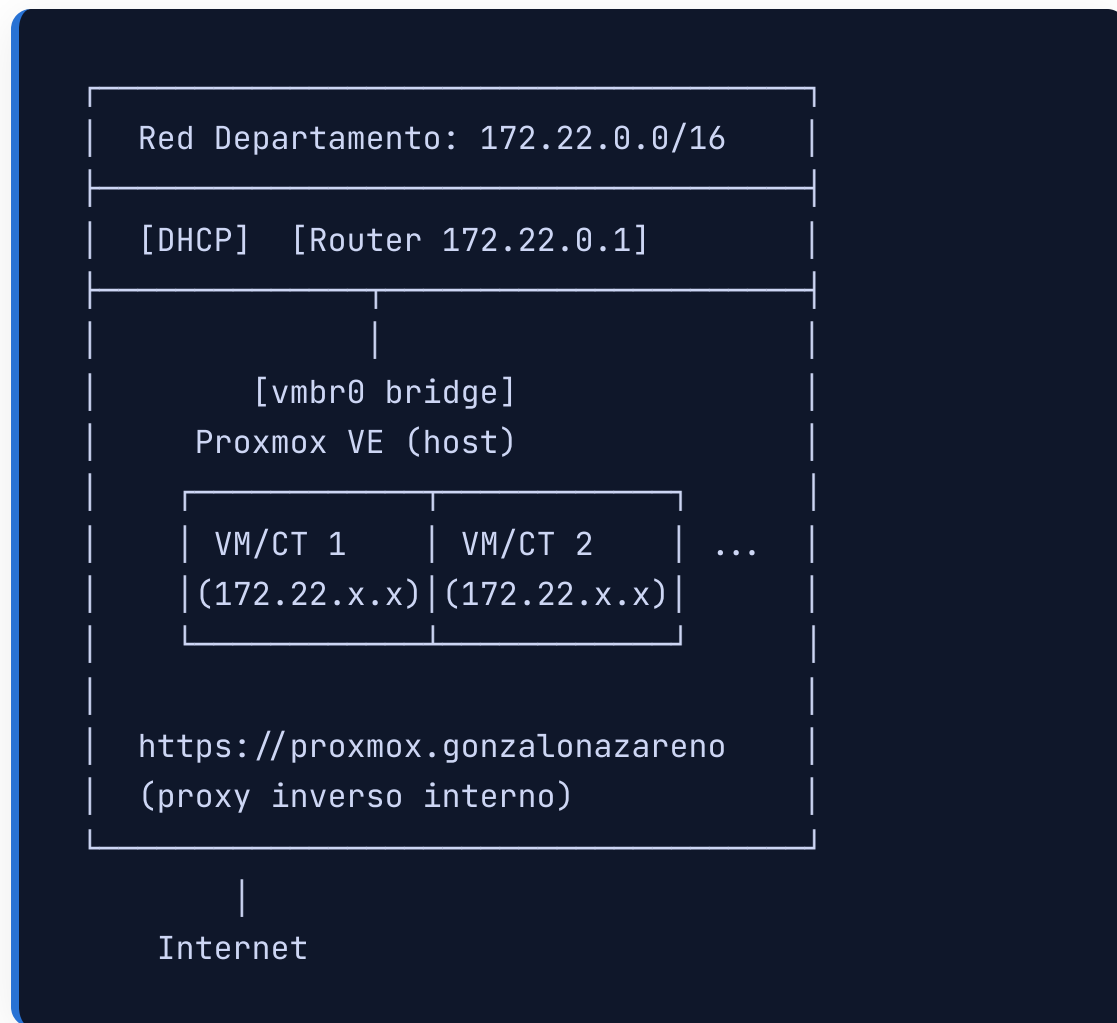 Red Departamento: 172.22.0.0/16
[DHCP]  [Router 172.22.0.1]
[vmbr0 bridge]
Proxmox VE (host)
VM/CT 1 VM/CT 2 ...
(172.22.x.x) (172.22.x.x)
https://proxmox.gonzalonazareno
(proxy inverso interno)
Internet